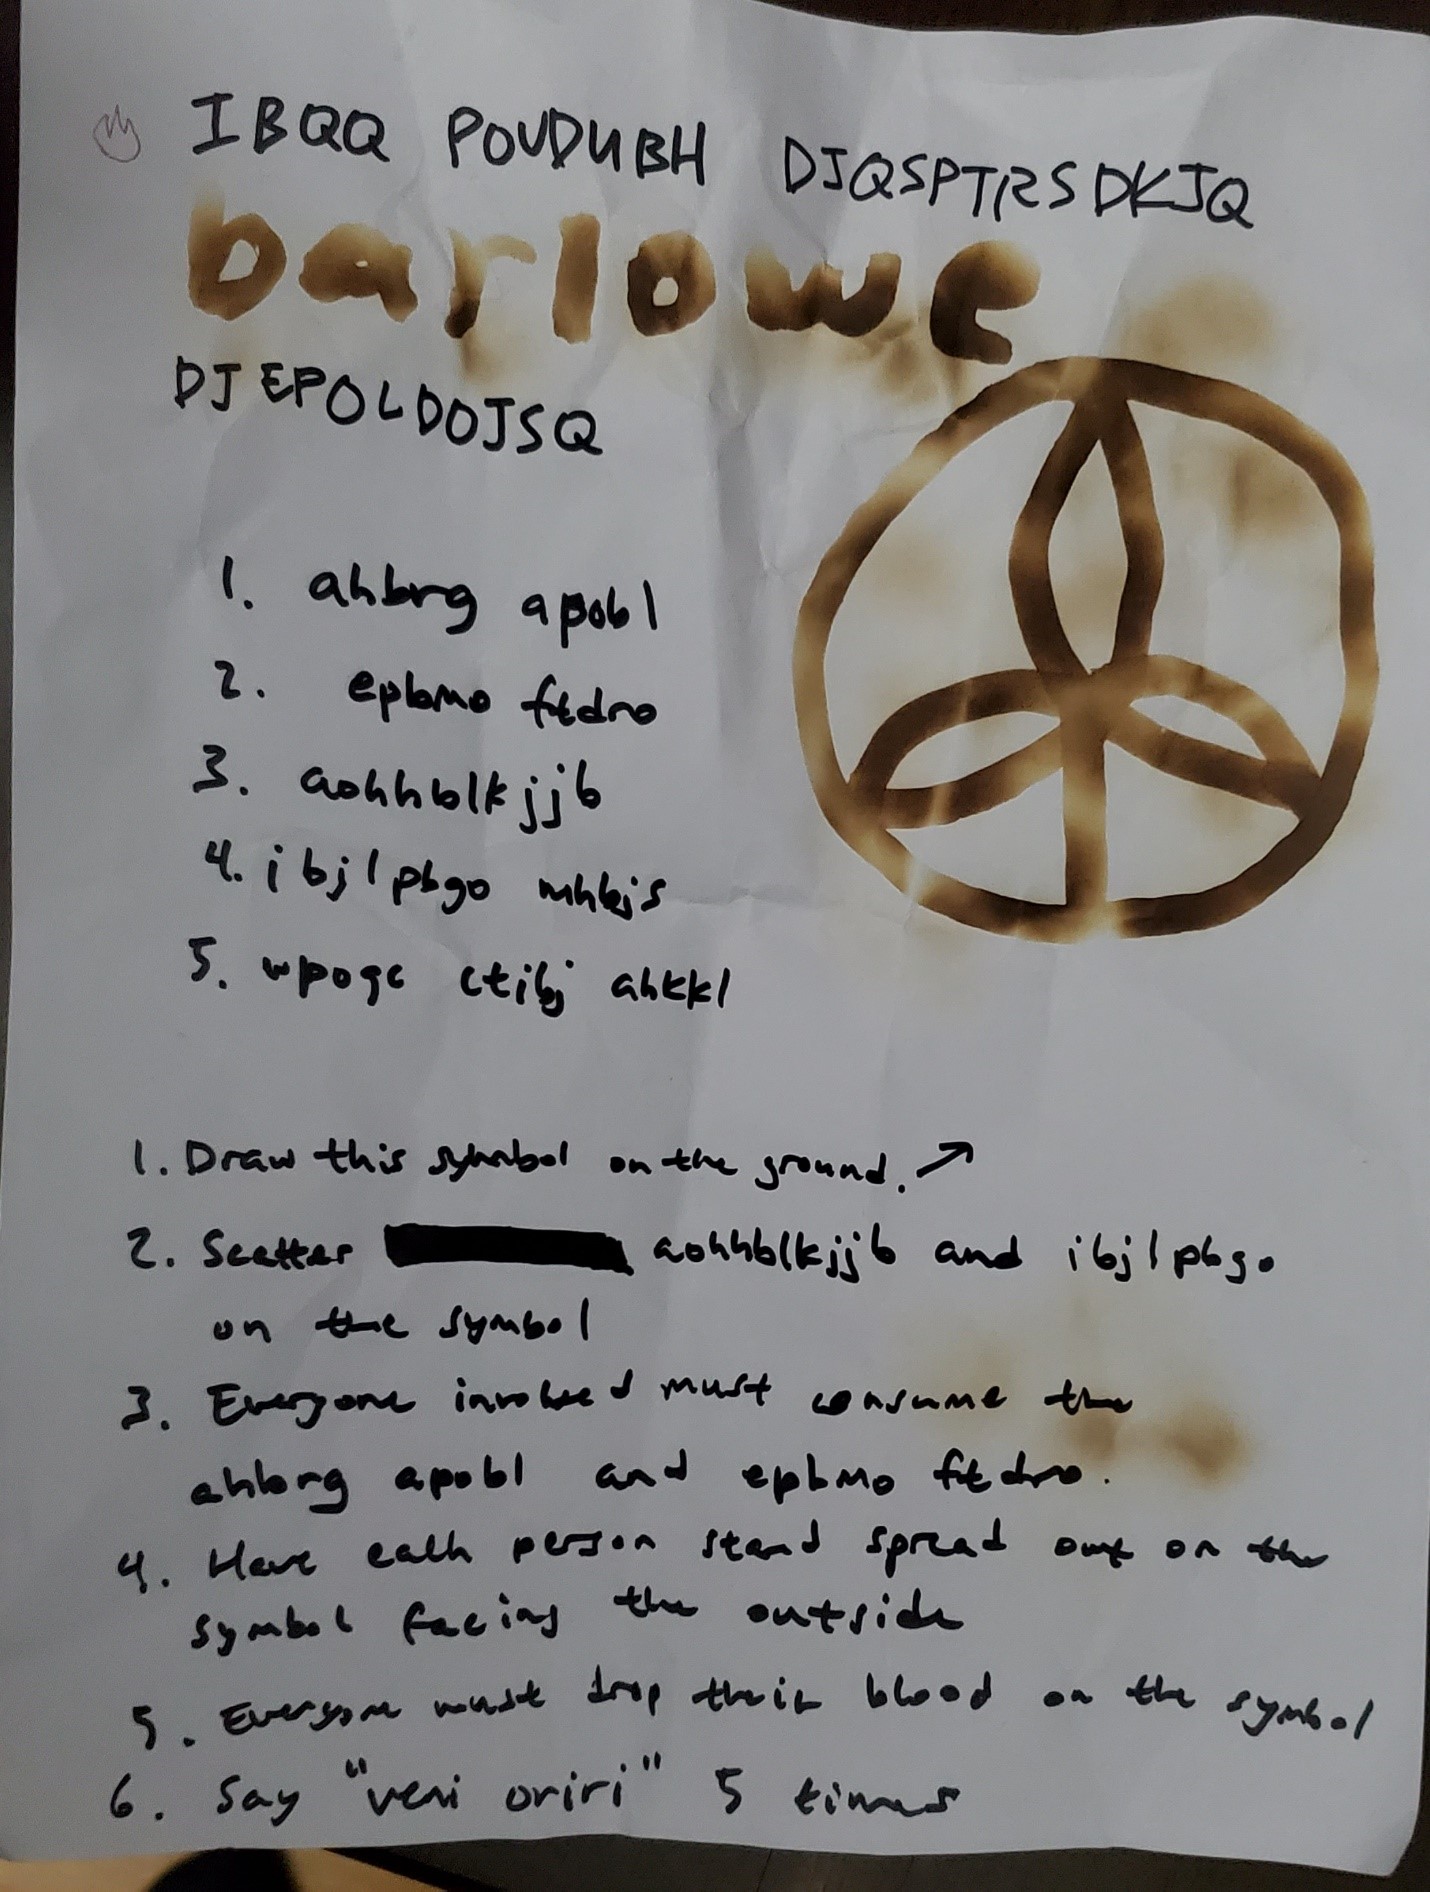 IBQQ POVDUBH DJQSPTRSDKJQ
barlowe
DJEPOLDOJSQ
1. ahbrg apobl
2. epbmo ftdro
3. aohhblkjjb
4. ibjlpbgo mhkjs
5. wpogc ctibj ahkkl
1. Draw this symbol on the ground.
2. Scatter aohhblkjjb and ibjlpbgo
on the symbol
3. Everyone involved must consume the
ahbrg apobl and epbmo ftdro.
4. Have each person stand spread out on the
symbol facing the outside
5. Everyone must drop their blood on the symbol
6. Say "veni oriri" 5 times